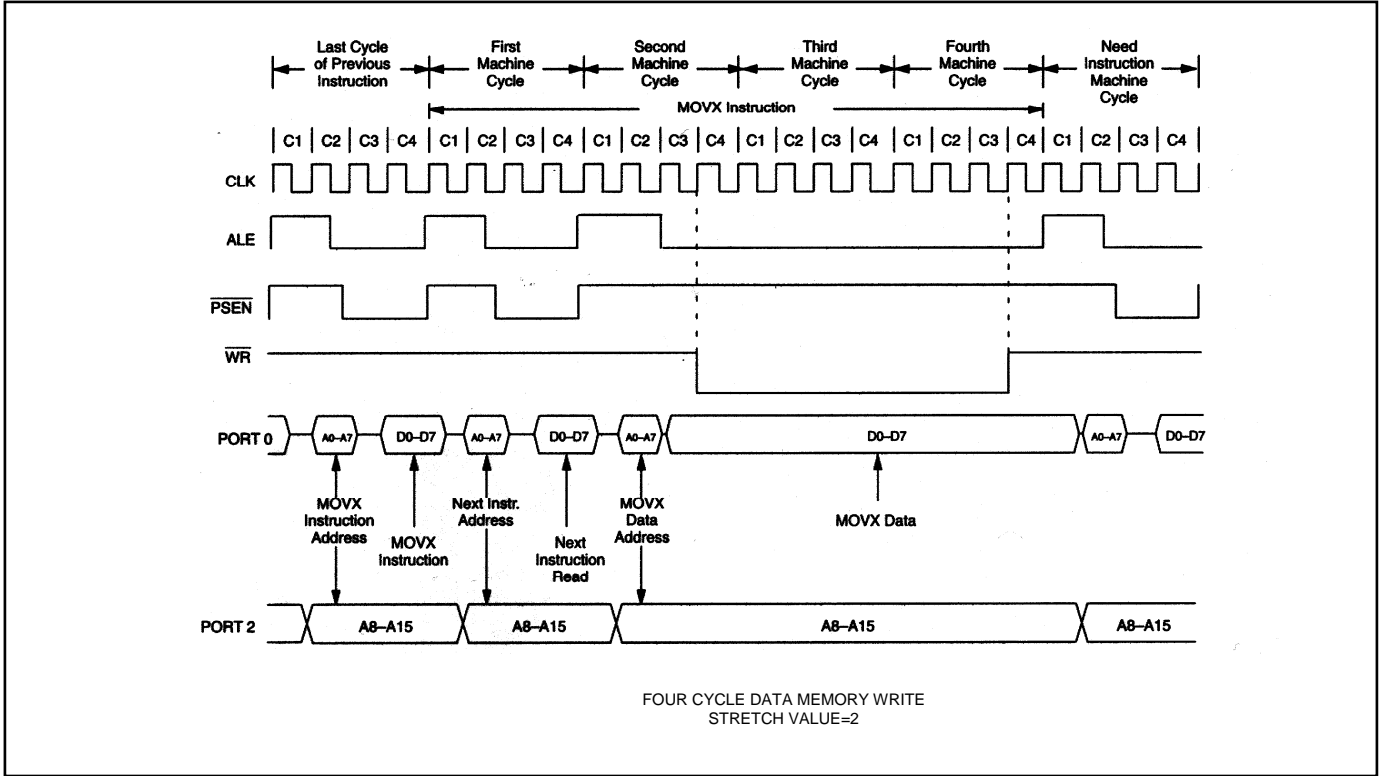 Last Cycle
of Previous
Instruction
First
Machine
Cycle
Second
Machine
Cycle
Third
Machine
Cycle
Fourth
Machine
Cycle
Need
Instruction
Machine
Cycle
MOVX Instruction
C1 C2 C3 C4 C1 C2 C3 C4 C1 C2 C3 C4 C1 C2 C3 C4 C1 C2 C3 C4 C1 C2 C3 C4
CLK
ALE
PSEN
WR
PORT 0 A0–A7 D0–D7 A0–A7 D0–D7 A0–A7 D0–D7 A0–A7 D0–D7
MOVX
Instruction
Address
MOVX
Instruction
Next Instr.
Address
Next
Instruction
Read
MOVX
Data
Address
MOVX Data
PORT 2 A8–A15 A8–A15 A8–A15 A8–A15
FOUR CYCLE DATA MEMORY WRITE
STRETCH VALUE=2